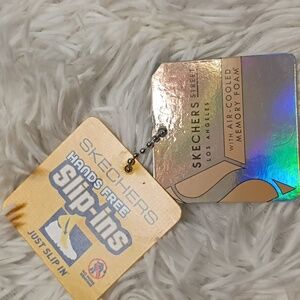 SKECHERS
HANDS FREE
Slip-ins
JUST SLIP IN
SKECHERS STREET
LOS ANGELES
WITH AIR-COOLED
MEMORY FOAM